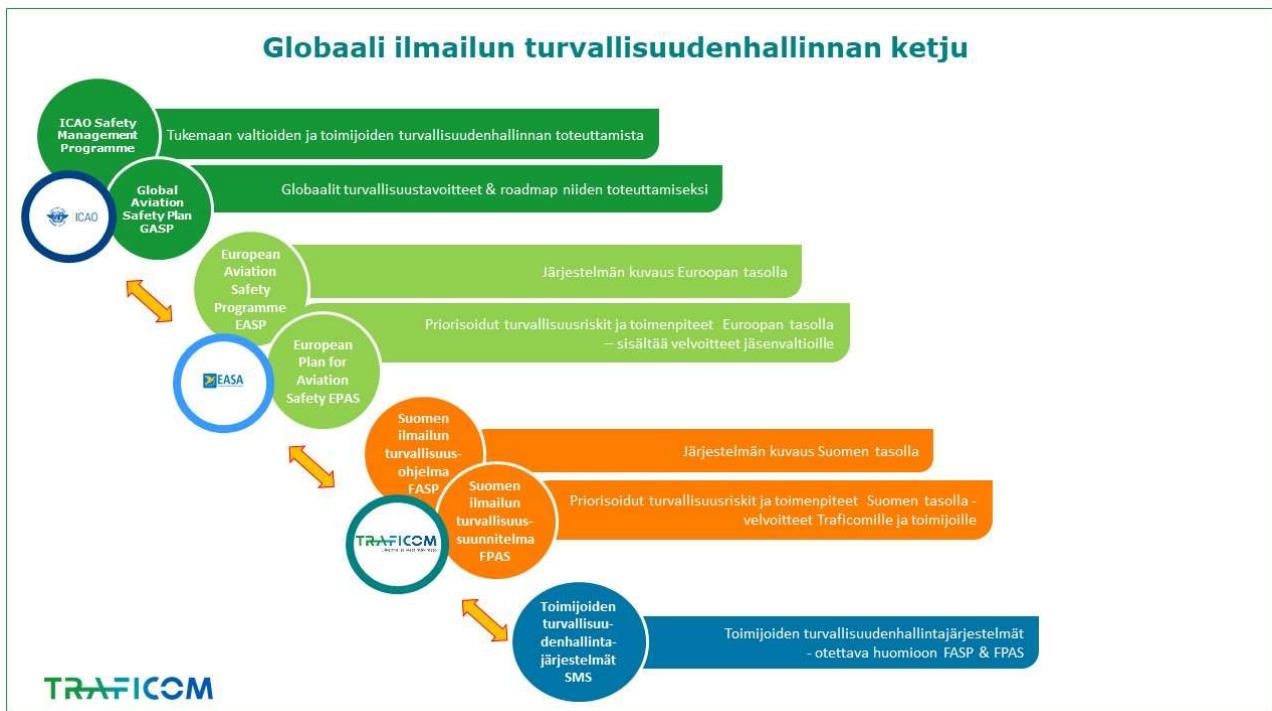 Globaali ilmailun turvallisuudenhallinnan ketju
ICAO Safety
Management
Programme
Tukemaan valtioiden ja toimijoiden turvallisuudenhallinnan toteuttamista
Global
Aviation
Safety Plan
GASP
Globaalit turvallisuustavoitteet & roadmap niiden toteuttamiseksi
ICAO
European
Aviation
Safety
Programme
EASP
Järjestelmän kuvaus Euroopan tasolla
European
Plan for
Aviation
Safety EPAS
Priorisoidut turvallisuusriskit ja toimenpiteet Euroopan tasolla
– sisältää velvoitteet jäsenvaltioille
EASA
Suomen
ilmailun
turvallisuus-
ohjelma
FASP
Järjestelmän kuvaus Suomen tasolla
Suomen
ilmailun
turvallisuus-
suunnitelma
FPAS
Priorisoidut turvallisuusriskit ja toimenpiteet Suomen tasolla -
velvoitteet Traficomille ja toimijoille
TRAFICOM
Toimijoiden
turvallisuu-
denhallinta-
järjestelmät
SMS
Toimijoiden turvallisuudenhallintajärjestelmät
- otettava huomioon FASP & FPAS
TRAFICOM